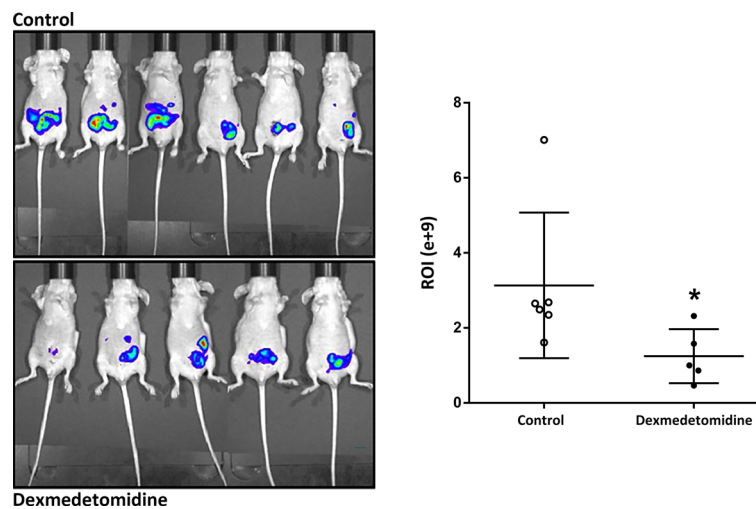 Control
Dexmedetomidine
8
6
4
2
0
ROI (e+9)
*
Control
Dexmedetomidine